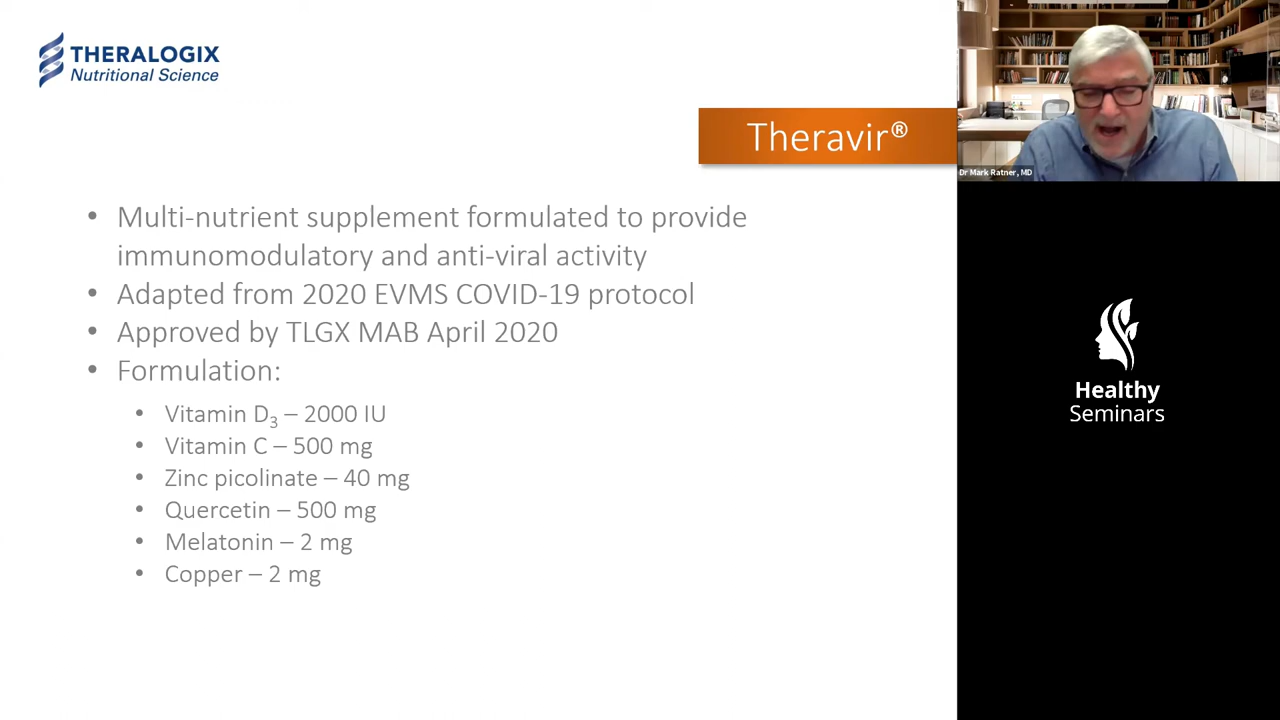 THERALOGIX
Nutritional Science
Theravir®
Dr Mark Ratner, MD
• Multi-nutrient supplement formulated to provide
immunomodulatory and anti-viral activity
• Adapted from 2020 EVMS COVID-19 protocol
• Approved by TLGX MAB April 2020
• Formulation:
• Vitamin D₃ – 2000 IU
• Vitamin C – 500 mg
• Zinc picolinate – 40 mg
• Quercetin – 500 mg
• Melatonin – 2 mg
• Copper – 2 mg
Healthy
Seminars